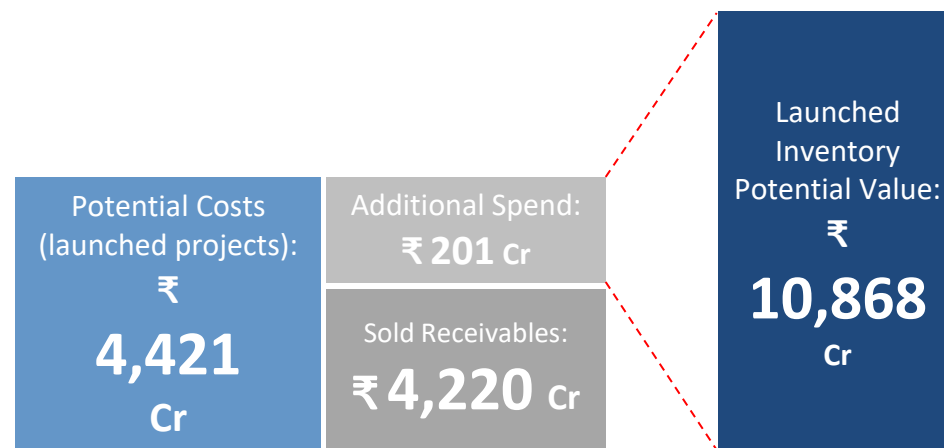 Potential Costs
(launched projects):
₹
4,421
Cr
Additional Spend:
₹ 201 Cr
Sold Receivables:
₹ 4,220 Cr
Launched
Inventory
Potential Value:
₹
10,868
Cr